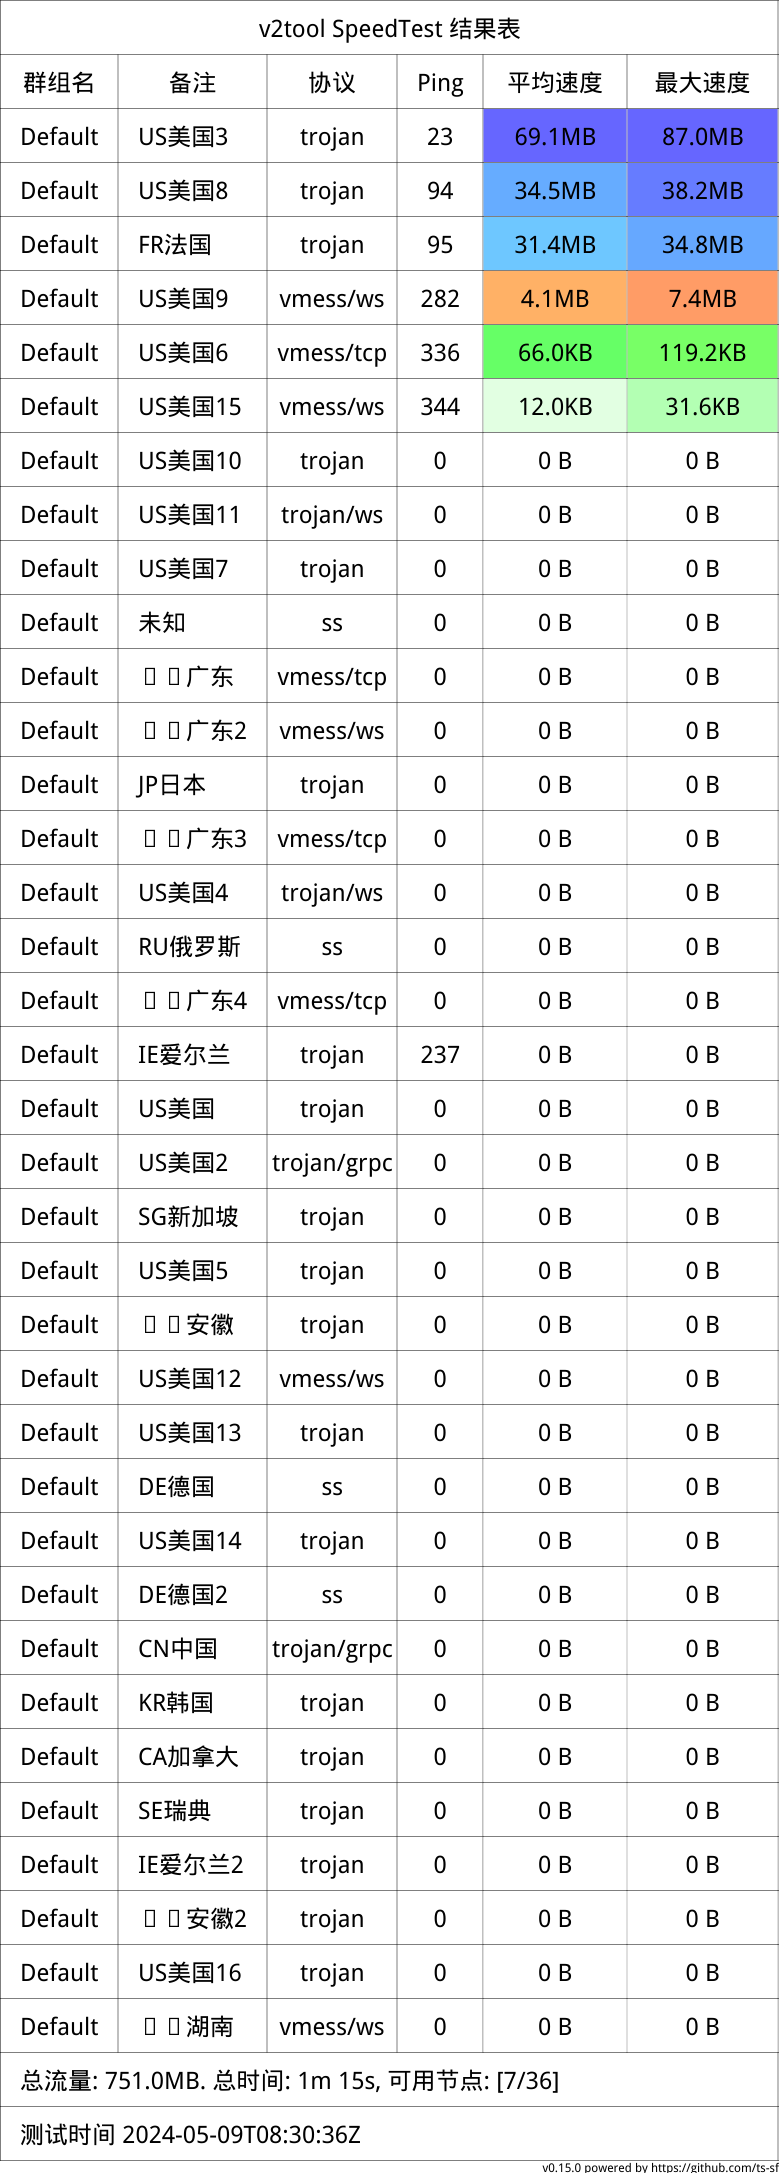 v2tool SpeedTest 结果表
群组名 备注 协议 Ping 平均速度 最大速度
Default US美国3 trojan 23 69.1MB 87.0MB
Default US美国8 trojan 94 34.5MB 38.2MB
Default FR法国 trojan 95 31.4MB 34.8MB
Default US美国9 vmess/ws 282 4.1MB 7.4MB
Default US美国6 vmess/tcp 336 66.0KB 119.2KB
Default US美国15 vmess/ws 344 12.0KB 31.6KB
Default US美国10 trojan 0 0 B 0 B
Default US美国11 trojan/ws 0 0 B 0 B
Default US美国7 trojan 0 0 B 0 B
Default 未知 ss 0 0 B 0 B
Default 广东 vmess/tcp 0 0 B 0 B
Default 广东2 vmess/ws 0 0 B 0 B
Default JP日本 trojan 0 0 B 0 B
Default 广东3 vmess/tcp 0 0 B 0 B
Default US美国4 trojan/ws 0 0 B 0 B
Default RU俄罗斯 ss 0 0 B 0 B
Default 广东4 vmess/tcp 0 0 B 0 B
Default IE爱尔兰 trojan 237 0 B 0 B
Default US美国 trojan 0 0 B 0 B
Default US美国2 trojan/grpc 0 0 B 0 B
Default SG新加坡 trojan 0 0 B 0 B
Default US美国5 trojan 0 0 B 0 B
Default 安徽 trojan 0 0 B 0 B
Default US美国12 vmess/ws 0 0 B 0 B
Default US美国13 trojan 0 0 B 0 B
Default DE德国 ss 0 0 B 0 B
Default US美国14 trojan 0 0 B 0 B
Default DE德国2 ss 0 0 B 0 B
Default CN中国 trojan/grpc 0 0 B 0 B
Default KR韩国 trojan 0 0 B 0 B
Default CA加拿大 trojan 0 0 B 0 B
Default SE瑞典 trojan 0 0 B 0 B
Default IE爱尔兰2 trojan 0 0 B 0 B
Default 安徽2 trojan 0 0 B 0 B
Default US美国16 trojan 0 0 B 0 B
Default 湖南 vmess/ws 0 0 B 0 B
总流量: 751.0MB. 总时间: 1m 15s, 可用节点: [7/36]
测试时间 2024-05-09T08:30:36Z
v0.15.0 powered by https://github.com/ts-sf